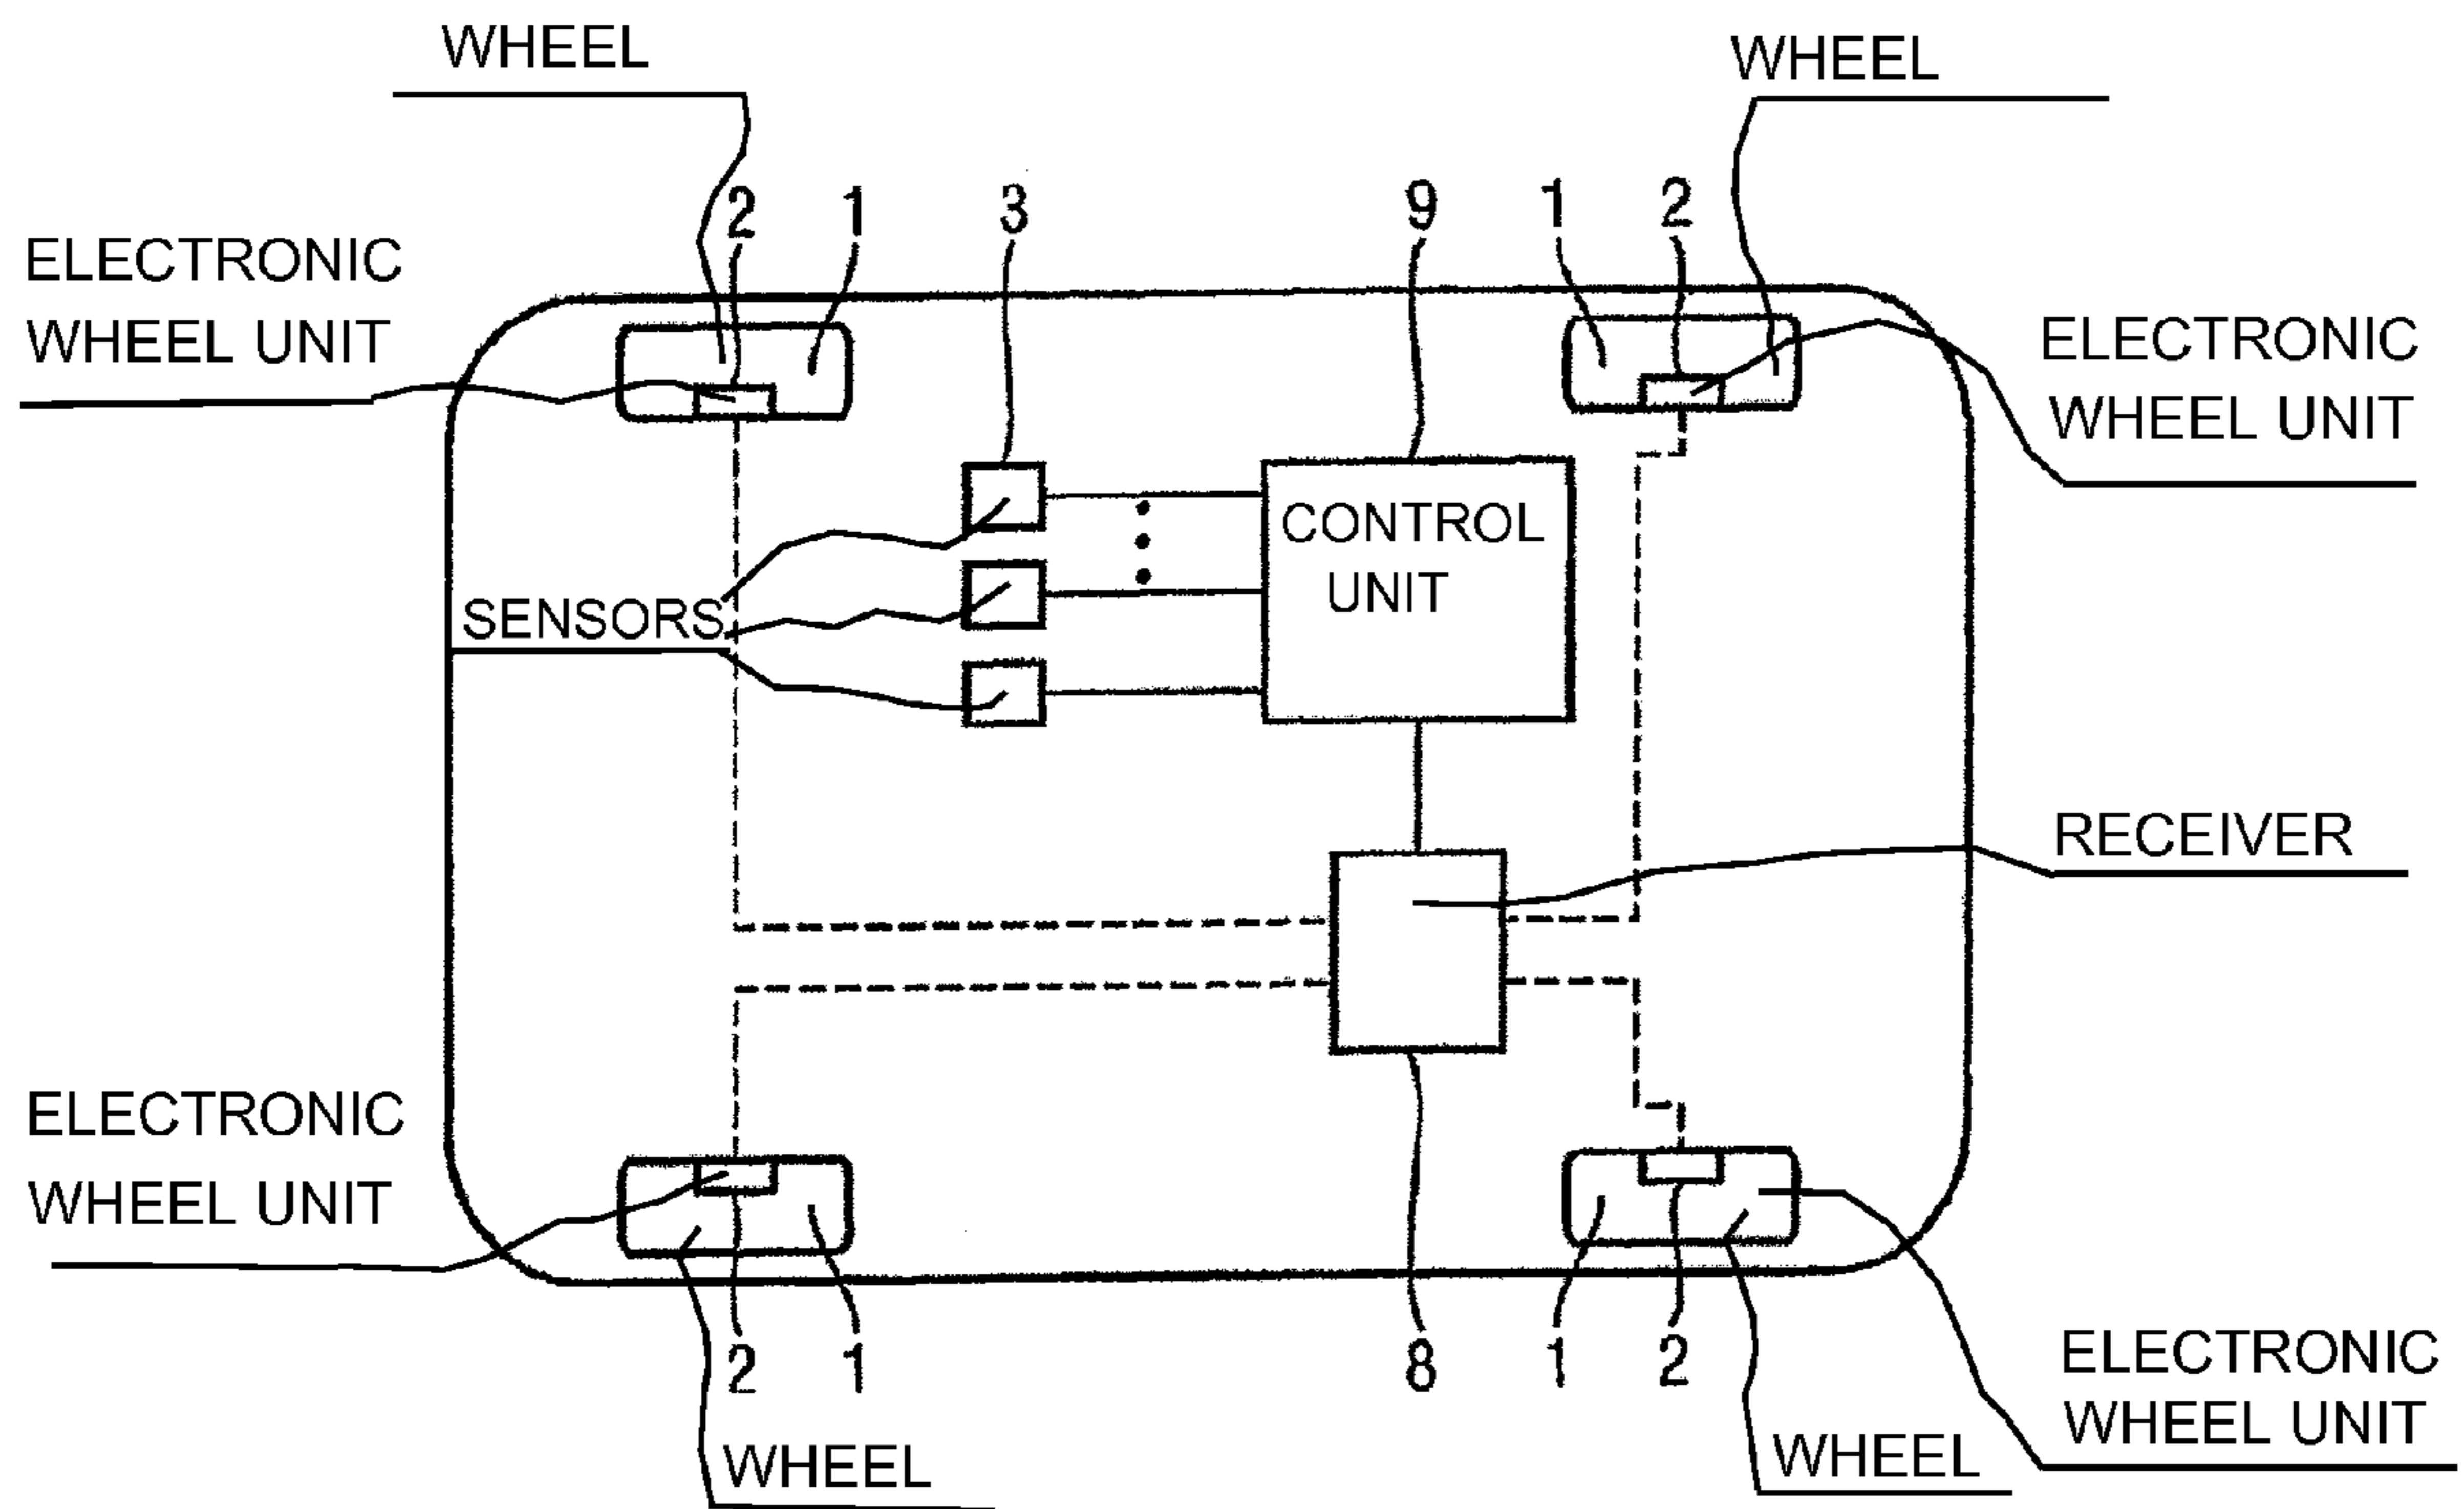 WHEEL
WHEEL
2 1 3 9 1 2
ELECTRONIC
WHEEL UNIT
ELECTRONIC
WHEEL UNIT
CONTROL
UNIT
SENSORS
RECEIVER
ELECTRONIC
WHEEL UNIT
2 1 8 1 2
ELECTRONIC
WHEEL UNIT
WHEEL
WHEEL